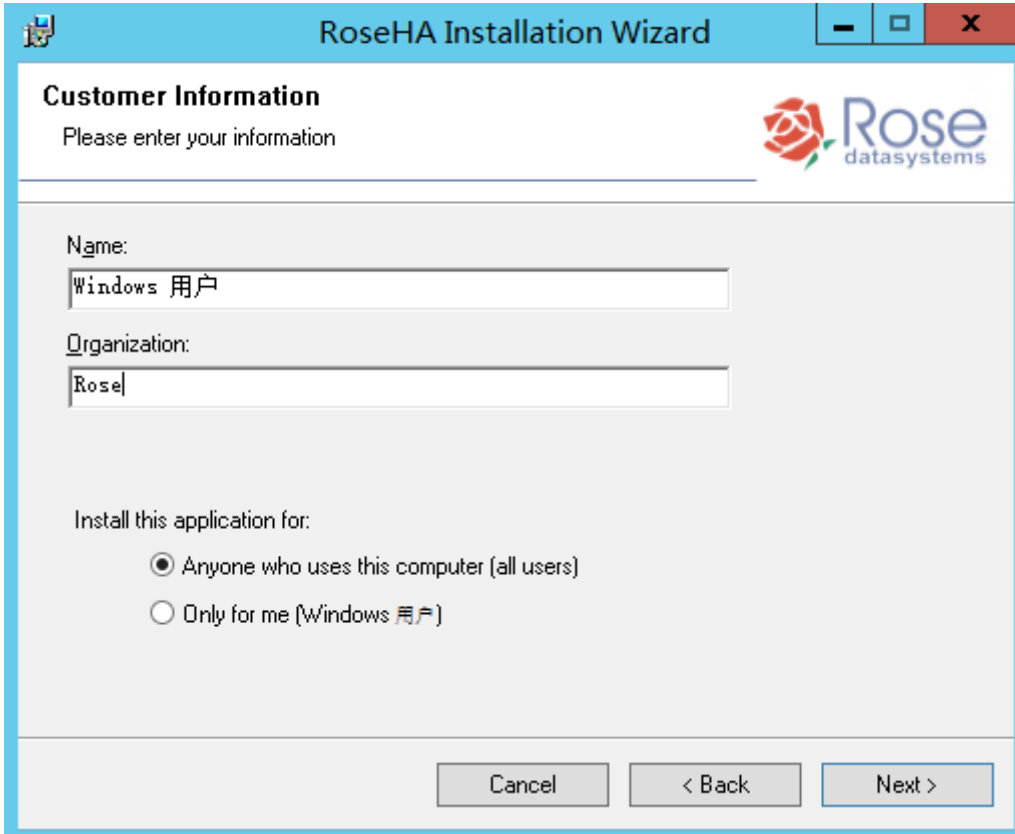 RoseHA Installation Wizard
Customer Information
Please enter your information
Rose
datasystems
Name:
Windows 用户
Organization:
Rose
Install this application for:
Anyone who uses this computer (all users)
Only for me (Windows 用户)
Cancel
< Back
Next >